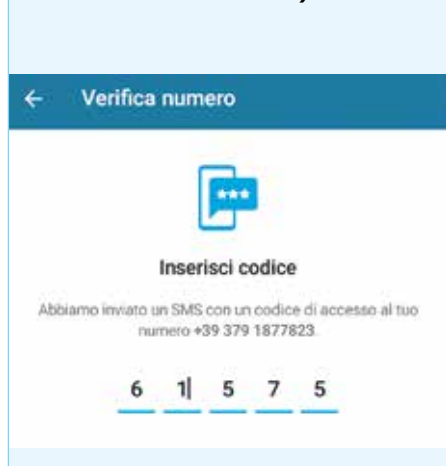 ← Verifica numero
Inserisci codice
Abbiamo inviato un SMS con un codice di accesso al tuo
numero +39 379 1877823.
6 1 5 7 5